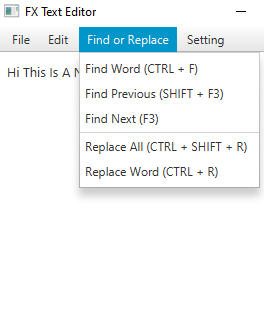 FX Text Editor
File Edit Find or Replace Setting
Hi This Is A
Find Word (CTRL + F)
Find Previous (SHIFT + F3)
Find Next (F3)
Replace All (CTRL + SHIFT + R)
Replace Word (CTRL + R)